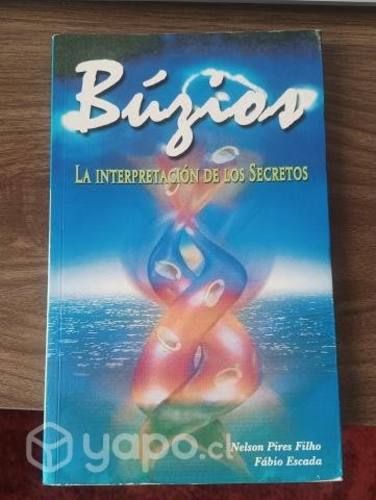 Búzios
LA INTERPRETACIÓN DE LOS SECRETOS
Nelson Pires Filho
Fábio Escada
yapo.cl